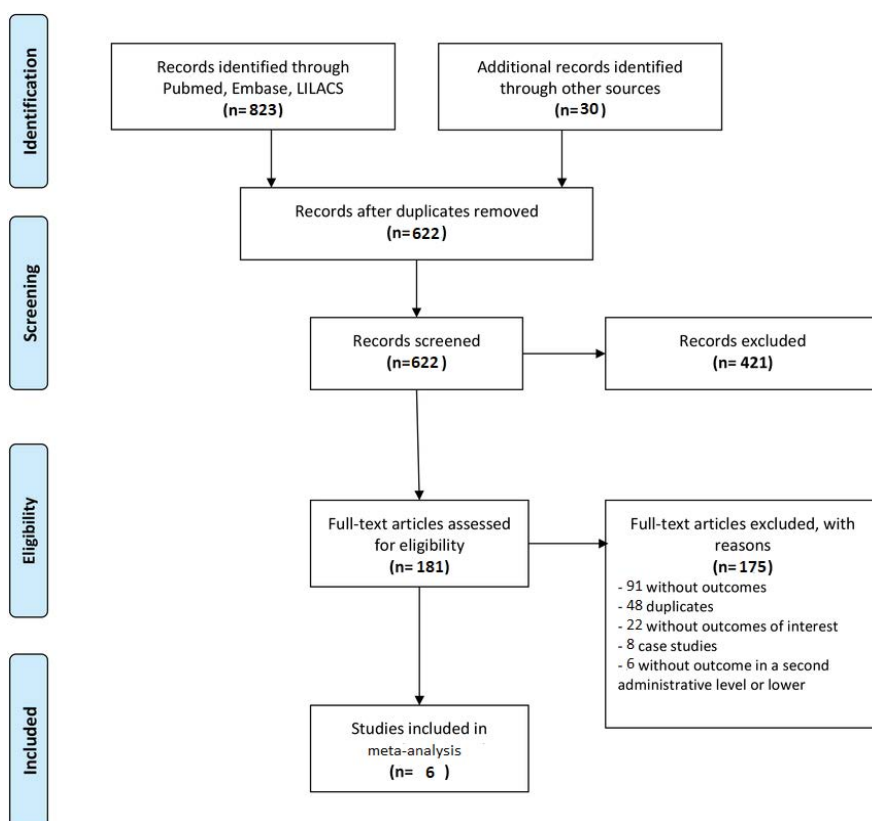 Identification
Records identified through
Pubmed, Embase, LILACS
(n= 823)
Additional records identified
through other sources
(n=30 )
Records after duplicates removed
(n=622 )
Screening
Records screened
(n=622 )
Records excluded
(n= 421)
Eligibility
Full-text articles assessed
for eligibility
(n= 181)
Full-text articles excluded, with
reasons
(n= 175)
- 91 without outcomes
- 48 duplicates
- 22 without outcomes of interest
- 8 case studies
- 6 without outcome in a second
administrative level or lower
Included
Studies included in
meta-analysis
(n= 6 )